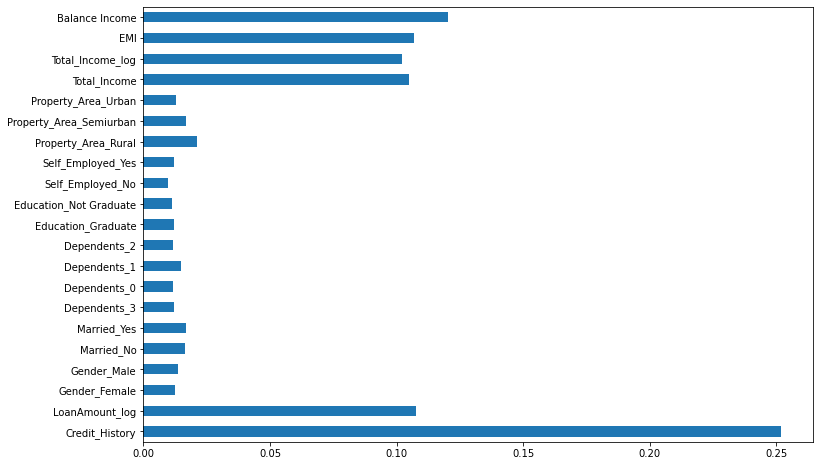 Balance Income
EMI
Total_Income_log
Total_Income
Property_Area_Urban
Property_Area_Semiurban
Property_Area_Rural
Self_Employed_Yes
Self_Employed_No
Education_Not Graduate
Education_Graduate
Dependents_2
Dependents_1
Dependents_0
Dependents_3
Married_Yes
Married_No
Gender_Male
Gender_Female
LoanAmount_log
Credit_History
0.00 0.05 0.10 0.15 0.20 0.25